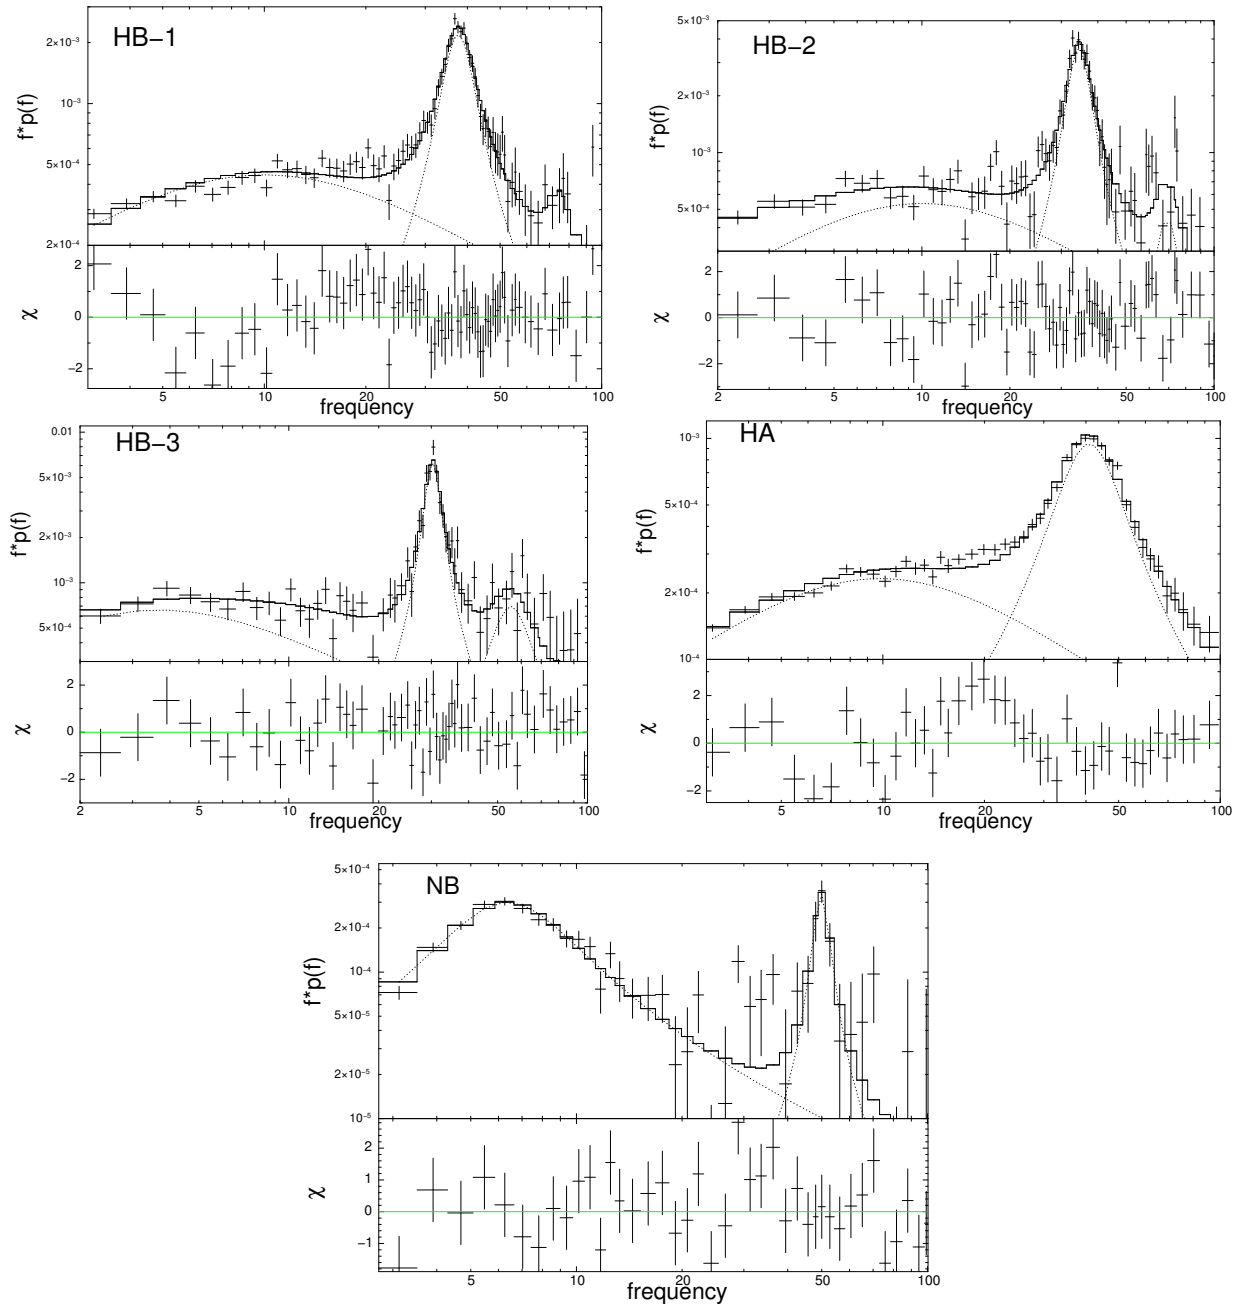 HB−1
f*p(f)
2×10⁻³
10⁻³
5×10⁻⁴
2×10⁻⁴
χ
2
0
−2
5 10 20 50 100
frequency
HB−2
f*p(f)
5×10⁻³
2×10⁻³
10⁻³
5×10⁻⁴
χ
2
0
−2
2 5 10 20 50 100
frequency
HB−3
f*p(f)
0.01
5×10⁻³
2×10⁻³
10⁻³
5×10⁻⁴
χ
2
0
−2
2 5 10 20 50 100
frequency
HA
f*p(f)
10⁻³
5×10⁻⁴
2×10⁻⁴
10⁻⁴
χ
2
0
−2
5 10 20 50 100
frequency
NB
f*p(f)
5×10⁻⁴
2×10⁻⁴
10⁻⁴
5×10⁻⁵
2×10⁻⁵
10⁻⁵
χ
2
1
0
−1
5 10 20 50 100
frequency